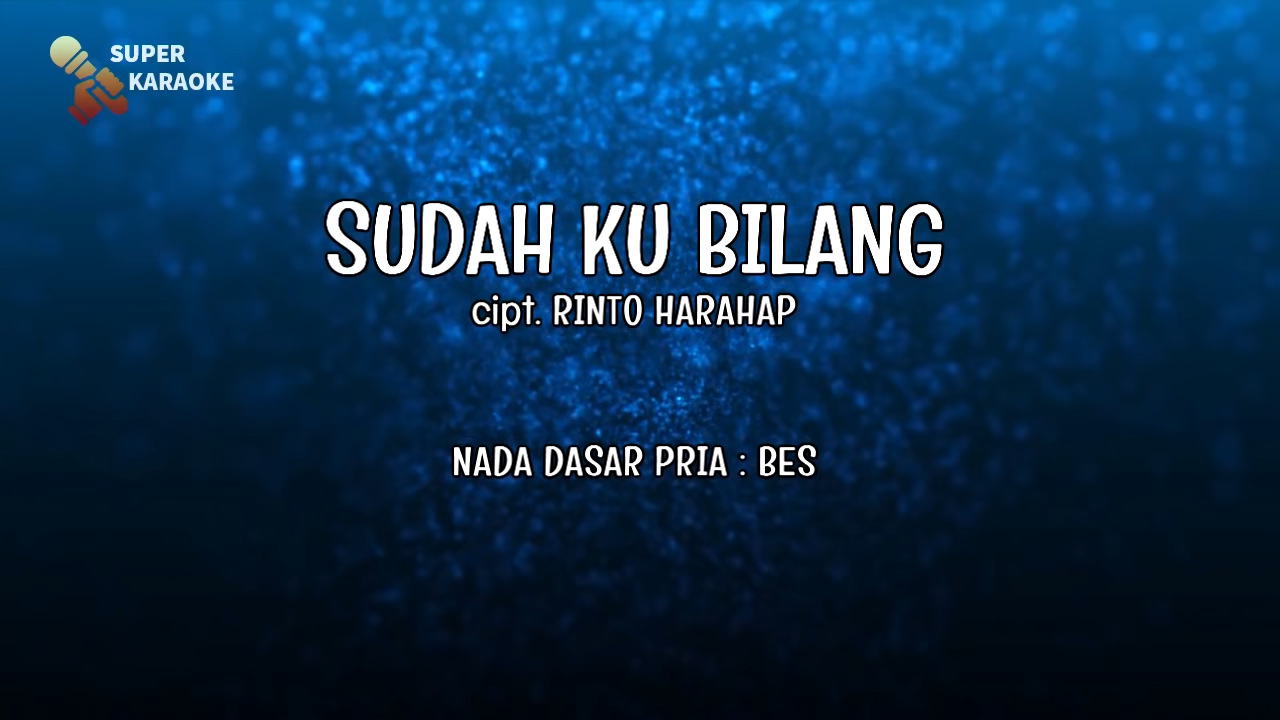 SUPER
KARAOKE
SUDAH KU BILANG
cipt. RINTO HARAHAP
NADA DASAR PRIA : BES